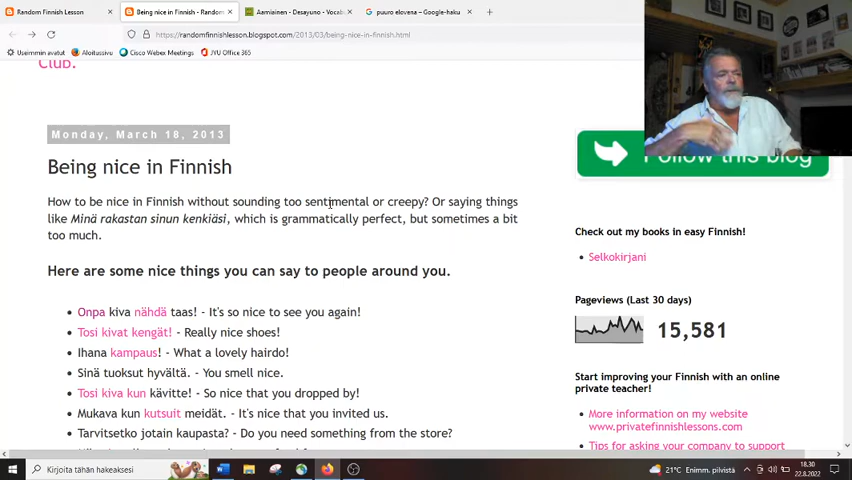 Random Finnish Lesson
Being nice in Finnish - Random
Aamiainen - Desayuno - Vocab
puuro elovena – Google-haku
https://randomfinnishlesson.blogspot.com/2013/03/being-nice-in-finnish.html
Useimmin avatut
Aloitussivu
Cisco Webex Meetings
JYU Office 365
Club.
Monday, March 18, 2013
Being nice in Finnish
How to be nice in Finnish without sounding too sentimental or creepy? Or saying things
like Minä rakastan sinun kenkiäsi, which is grammatically perfect, but sometimes a bit
too much.
Here are some nice things you can say to people around you.
Onpa kiva nähdä taas! - It's so nice to see you again!
Tosi kivat kengät! - Really nice shoes!
Ihana kampaus! - What a lovely hairdo!
Sinä tuoksut hyvältä. - You smell nice.
Tosi kiva kun kävitte! - So nice that you dropped by!
Mukava kun kutsuit meidät. - It's nice that you invited us.
Tarvitsetko jotain kaupasta? - Do you need something from the store?
Follow this blog
Check out my books in easy Finnish!
Selkokirjani
Pageviews (Last 30 days)
15,581
Start improving your Finnish with an online
private teacher!
More information on my website
www.privatefinnishlessons.com
Tips for asking your company to support
Kirjoita tähän hakeaksesi
21°C Enimm. pilvistä
18.30
22.8.2022